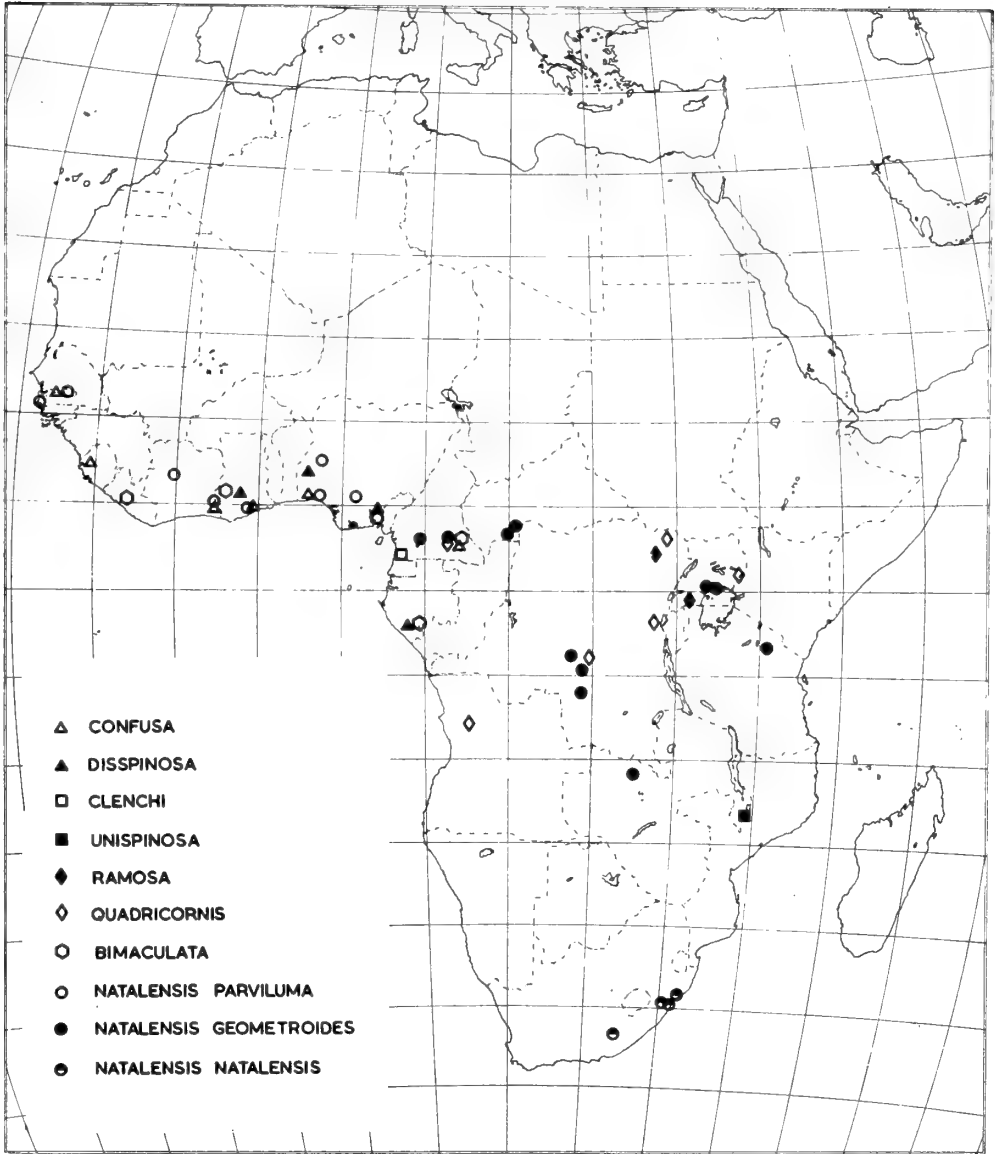 CONFUSA
DISSPINOSA
CLENCHI
UNISPINOSA
RAMOSA
QUADRICORNIS
BIMACULATA
NATALENSIS PARVILUMA
NATALENSIS GEOMETROIDES
NATALENSIS NATALENSIS